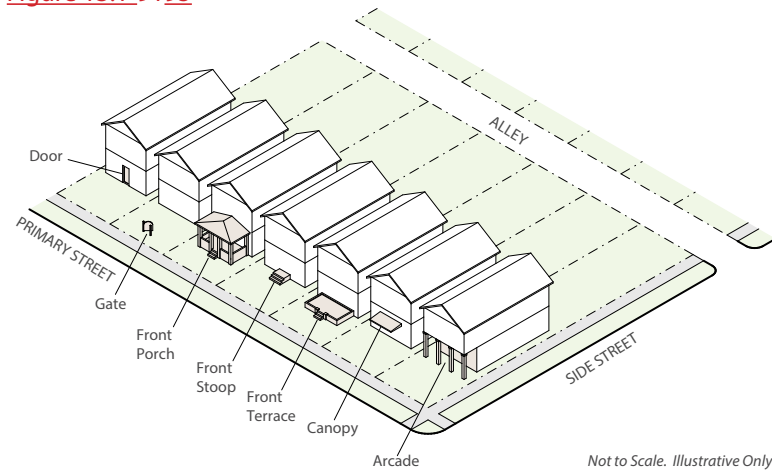 ALLEY
Door
PRIMARY STREET
Gate
Front
Porch
Front
Stoop
Front
Terrace
Canopy
Arcade
SIDE STREET
Not to Scale. Illustrative Only